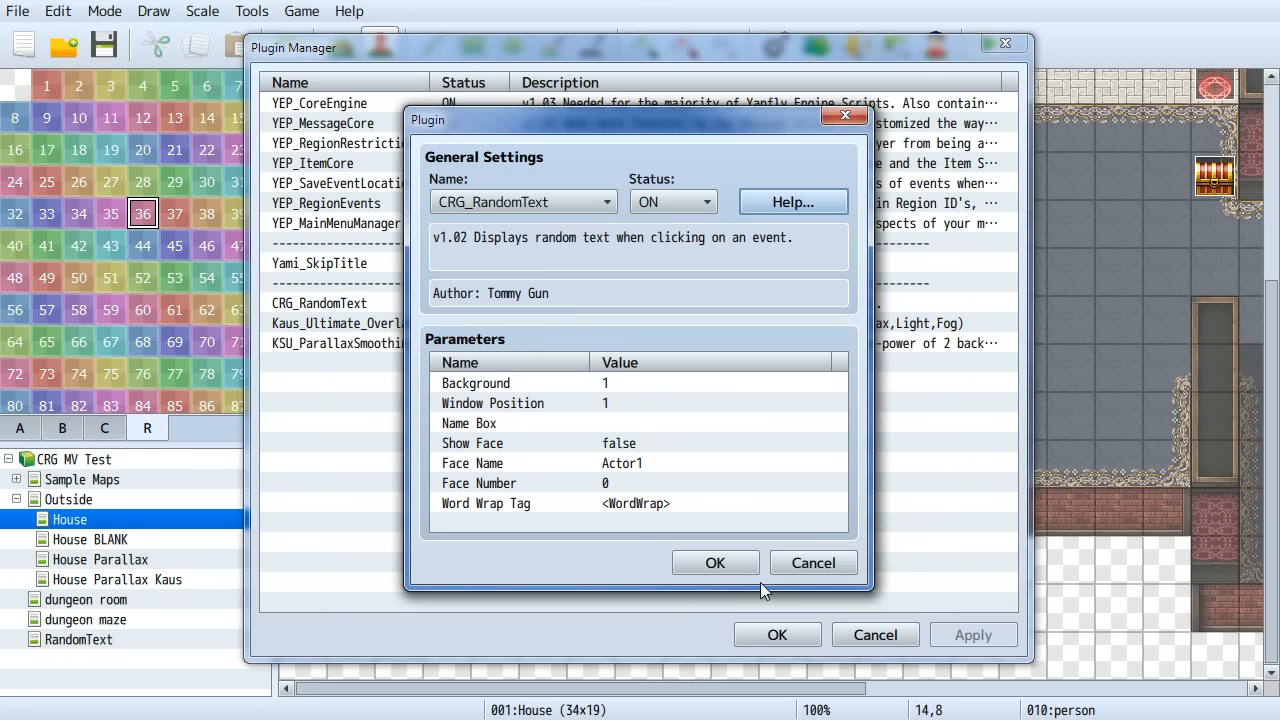 File Edit Mode Draw Scale Tools Game Help
Plugin Manager
Name Status Description
YEP_CoreEngine ON v1.03 Needed for the majority of Yanfly Engine Scripts. Also contain···
YEP_MessageCore ustomized the way···
YEP_RegionRestrictio yer from being a···
YEP_ItemCore e and the Item S···
YEP_SaveEventLocatio s of events when···
YEP_RegionEvents in Region ID's, ···
YEP_MainMenuManager spects of your m···
Yami_SkipTitle
CRG_RandomText
Kaus_Ultimate_Overla ax,Light,Fog)
KSU_ParallaxSmoothin -power of 2 back···
OK Cancel Apply
Plugin
General Settings
Name: Status:
CRG_RandomText ON Help...
v1.02 Displays random text when clicking on an event.
Author: Tommy Gun
Parameters
Name Value
Background 1
Window Position 1
Name Box
Show Face false
Face Name Actor1
Face Number 0
Word Wrap Tag <WordWrap>
OK Cancel
1 2 3 4 5 6 7
8 9 10 11 12 13 14
16 17 18 19 20 21 22
24 25 26 27 28 29 30
32 33 34 35 36 37 38
40 41 42 43 44 45 46
48 49 50 51 52 53 54
56 57 58 59 60 61 62
64 65 66 67 68 69 70
72 73 74 75 76 77 78
80 81 82 83 84 85 86
A B C R
CRG MV Test
Sample Maps
Outside
House
House BLANK
House Parallax
House Parallax Kaus
dungeon room
dungeon maze
RandomText
001:House (34x19) 100% 14,8 010:person